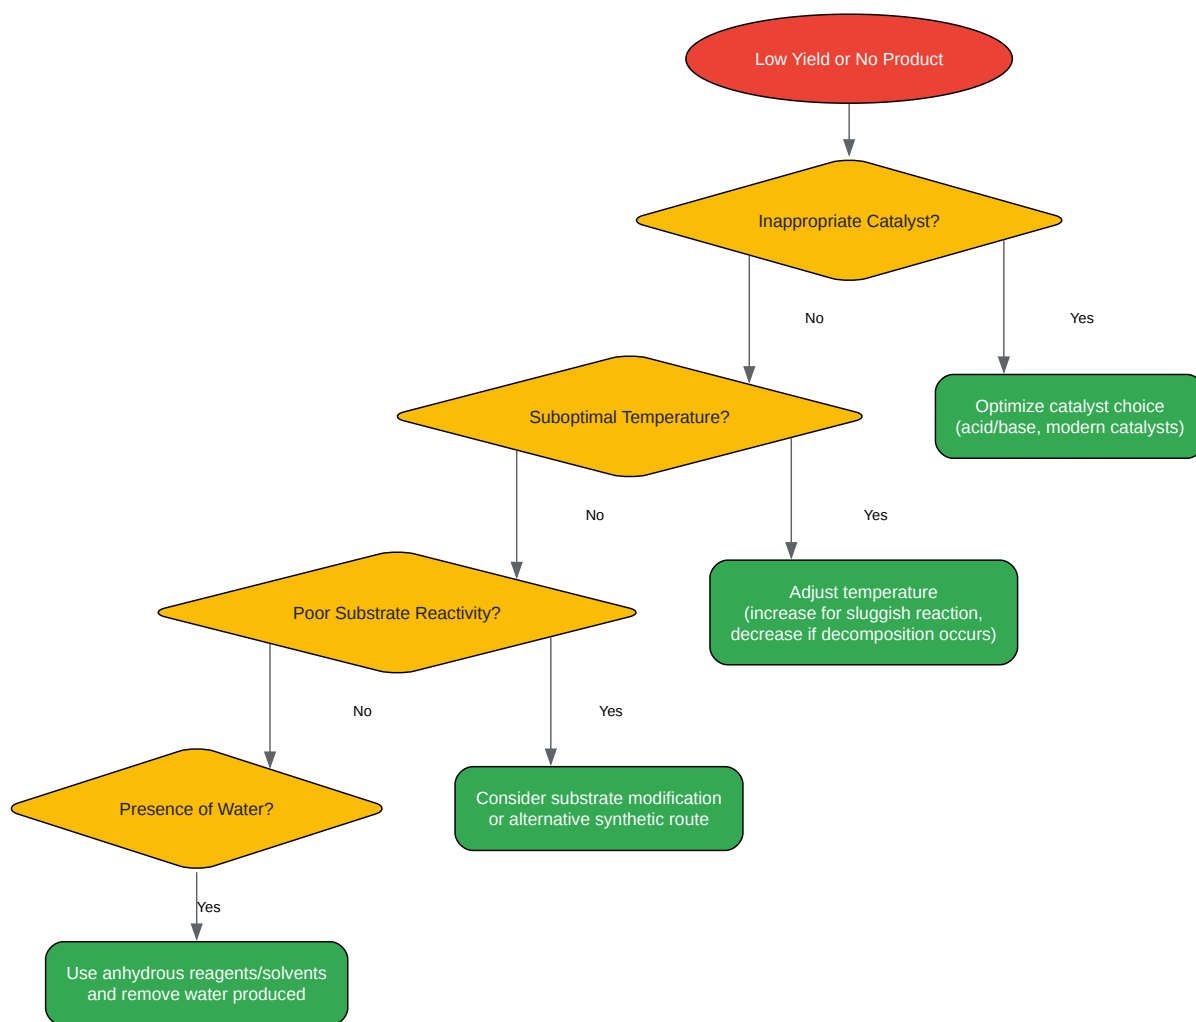 Low Yield or No Product
Inappropriate Catalyst?
No
Yes
Optimize catalyst choice
(acid/base, modern catalysts)
Suboptimal Temperature?
No
Yes
Adjust temperature
(increase for sluggish reaction,
decrease if decomposition occurs)
Poor Substrate Reactivity?
No
Yes
Consider substrate modification
or alternative synthetic route
Presence of Water?
Yes
Use anhydrous reagents/solvents
and remove water produced